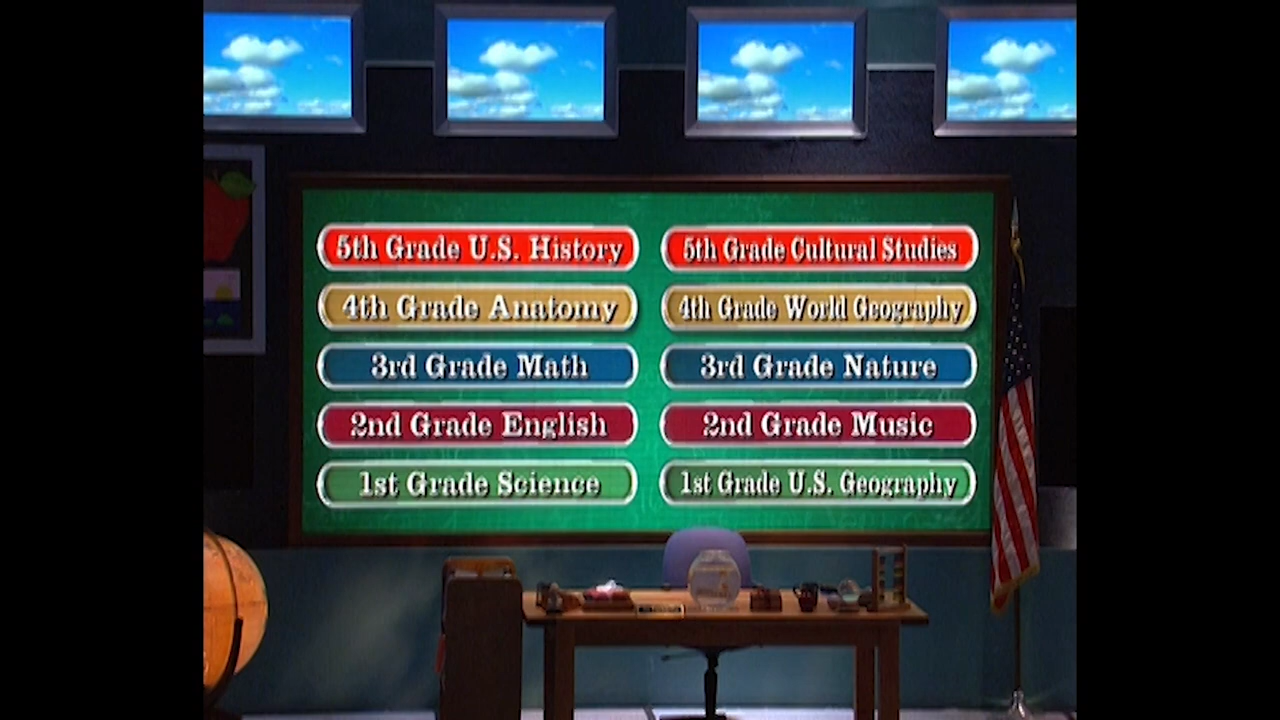 5th Grade U.S. History
5th Grade Cultural Studies
4th Grade Anatomy
4th Grade World Geography
3rd Grade Math
3rd Grade Nature
2nd Grade English
2nd Grade Music
1st Grade Science
1st Grade U.S. Geography